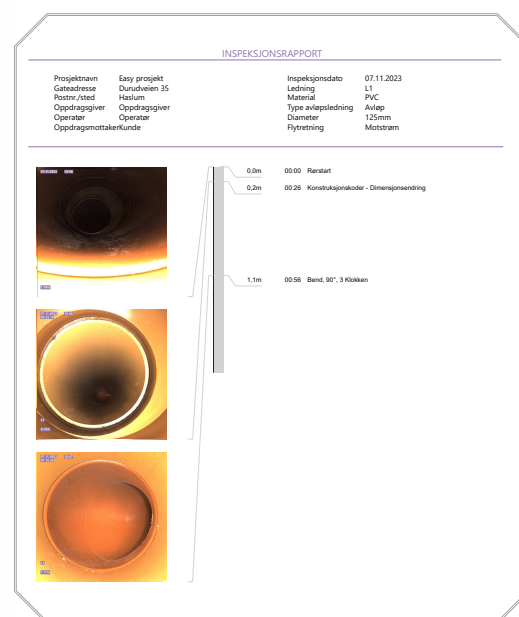 INSPEKSJONSRAPPORT
Prosjektnavn Easy prosjekt
Gateadresse Durudveien 35
Postnr./sted Haslum
Oppdragsgiver Oppdragsgiver
Operatør Operatør
OppdragsmottakerKunde
Inspeksjonsdato 07.11.2023
Ledning L1
Material PVC
Type avløpsledning Avløp
Diameter 125mm
Flytretning Motstrøm
0,0m 00:00 Rørstart
0,2m 00:26 Konstruksjonskoder - Dimensjonsendring
1,1m 00:56 Bend, 90°, 3 Klokken